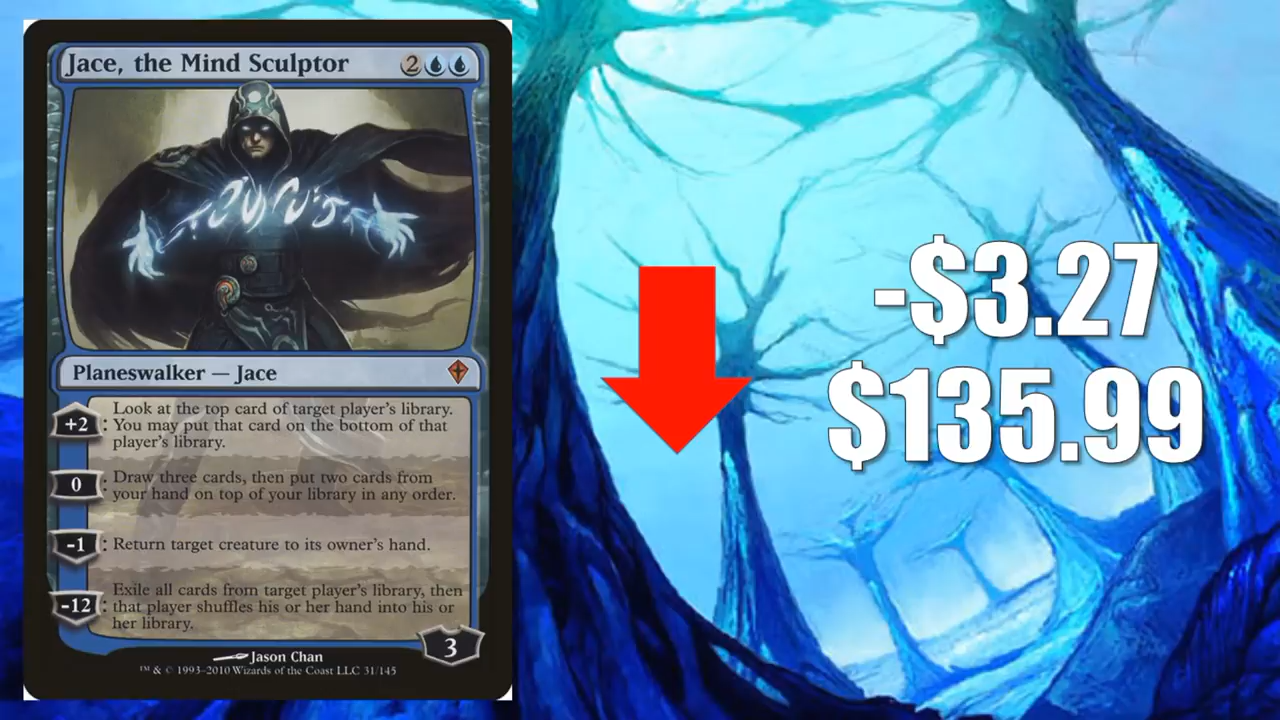 Jace, the Mind Sculptor 2
Planeswalker — Jace
+2 : Look at the top card of target player's library.
You may put that card on the bottom of that
player's library.
0 : Draw three cards, then put two cards from
your hand on top of your library in any order.
-1 : Return target creature to its owner's hand.
-12 : Exile all cards from target player's library, then
that player shuffles his or her hand into his or
her library.
3
Jason Chan
™ & © 1993–2010 Wizards of the Coast LLC 31/145
-$3.27
$135.99